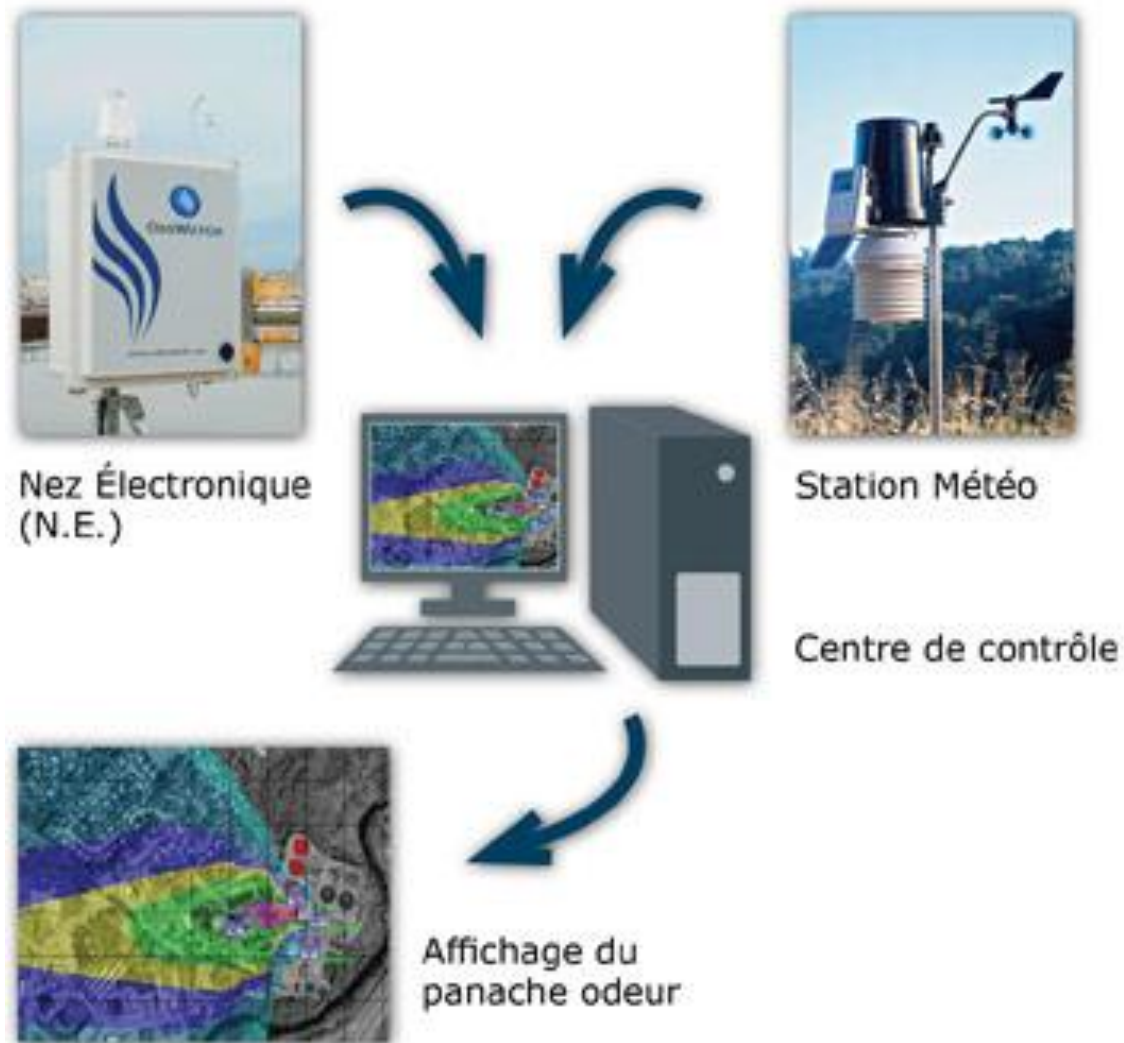 Nez Électronique
(N.E.)
Station Météo
Centre de contrôle
Affichage du
panache odeur